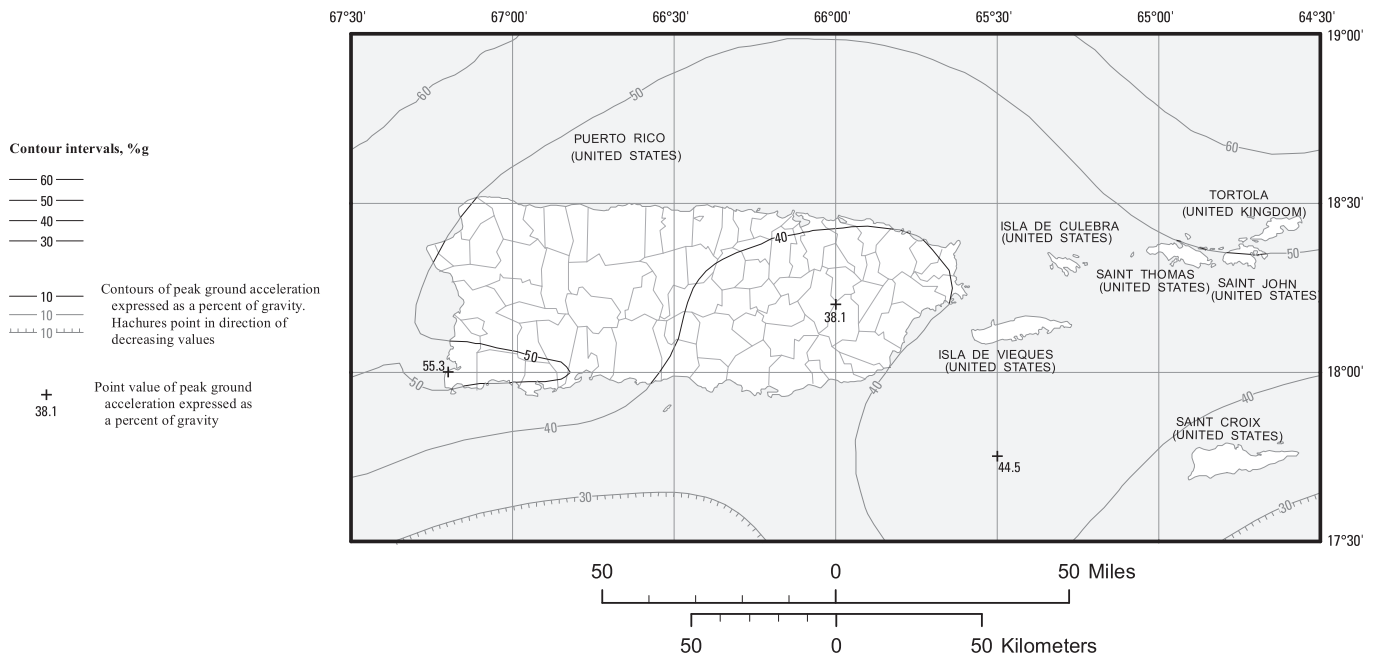 67°30'
67°00'
66°30'
66°00'
65°30'
65°00'
64°30'
19°00'
60
50
Contour intervals, %g
PUERTO RICO
(UNITED STATES)
60
60
50
40
30
18°30'
TORTOLA
(UNITED KINGDOM)
ISLA DE CULEBRA
(UNITED STATES)
40
50
SAINT THOMAS
(UNITED STATES)
SAINT JOHN
(UNITED STATES
10
10
10
Contours of peak ground acceleration
expressed as a percent of gravity.
Hachures point in direction of
decreasing values
38.1
50
55.3
ISLA DE VIEQUES
(UNITED STATES)
18°00'
50
40
40
38.1
Point value of peak ground
acceleration expressed as
a percent of gravity
40
SAINT CROIX
(UNITED STATES)
44.5
30
30
17°30'
50 0 50 Miles
50 0 50 Kilometers